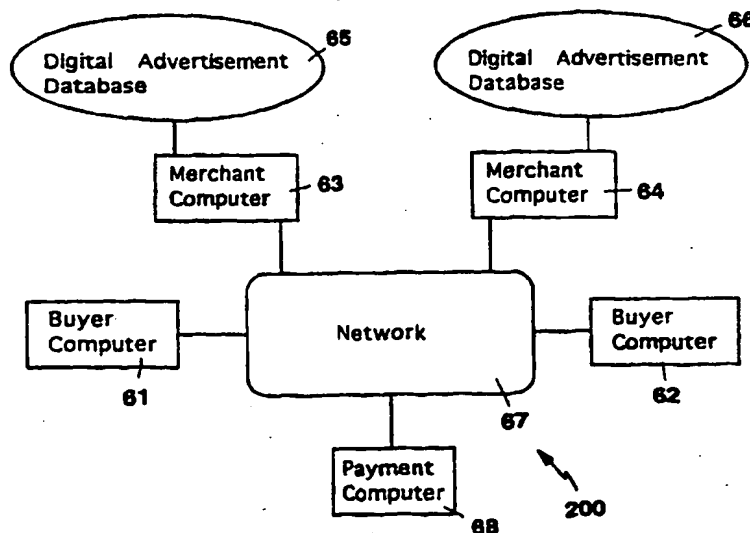 65
Digital Advertisement
Database
66
Digital Advertisement
Database
Merchant
Computer
63
Merchant
Computer
64
Buyer
Computer
61
Network
67
Buyer
Computer
62
Payment
Computer
68
200